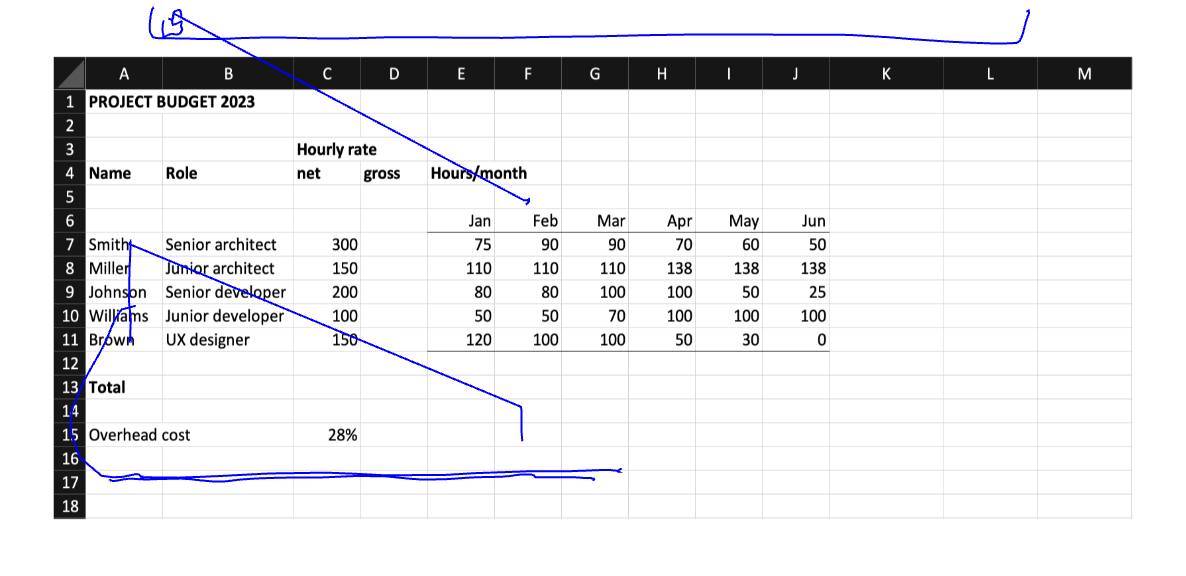 A B C D E F G H I J K L M
1 PROJECT BUDGET 2023
2
3 Hourly rate
4 Name Role net gross Hours/month
5
6 Jan Feb Mar Apr May Jun
7 Smith Senior architect 300 75 90 90 70 60 50
8 Miller Junior architect 150 110 110 110 138 138 138
9 Johnson Senior developer 200 80 80 100 100 50 25
10 Williams Junior developer 100 50 50 70 100 100 100
11 Brown UX designer 150 120 100 100 50 30 0
12
13 Total
14
15 Overhead cost 28%
16
17
18